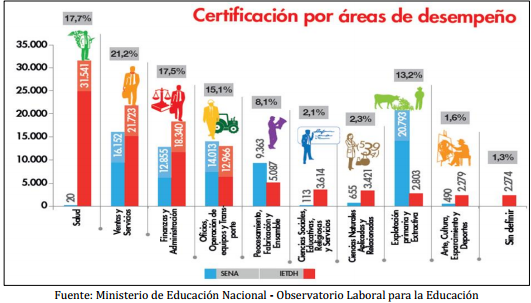 Certificación por áreas de desempeño
17,7%
21,2%
17,5%
15,1%
8,1%
2,1%
2,3%
13,2%
1,6%
1,3%
35.000
30.000
25.000
20.000
15.000
10.000
5.000
0
20
31.541
16.152
21.723
12.855
18.340
14.013
12.966
9.363
5.087
113
3.614
655
3.421
20.793
2.803
490
2.279
2.274
Salud
Ventas y
Servicios
Finanzas y
Administración
Oficios,
Operación de
equipos y Trans-
porte
Procesamiento,
Fabricación y
Ensamble
Ciencias Sociales,
Educativas,
Religiosas
y Servicios
Ciencias Naturales
Aplicadas y
Relacionadas
Explotación
primaria y
Extractiva
Arte, Cultura,
Esparcimiento y
Deportes
Sin definir
SENA
IETDH
Fuente: Ministerio de Educación Nacional - Observatorio Laboral para la Educación